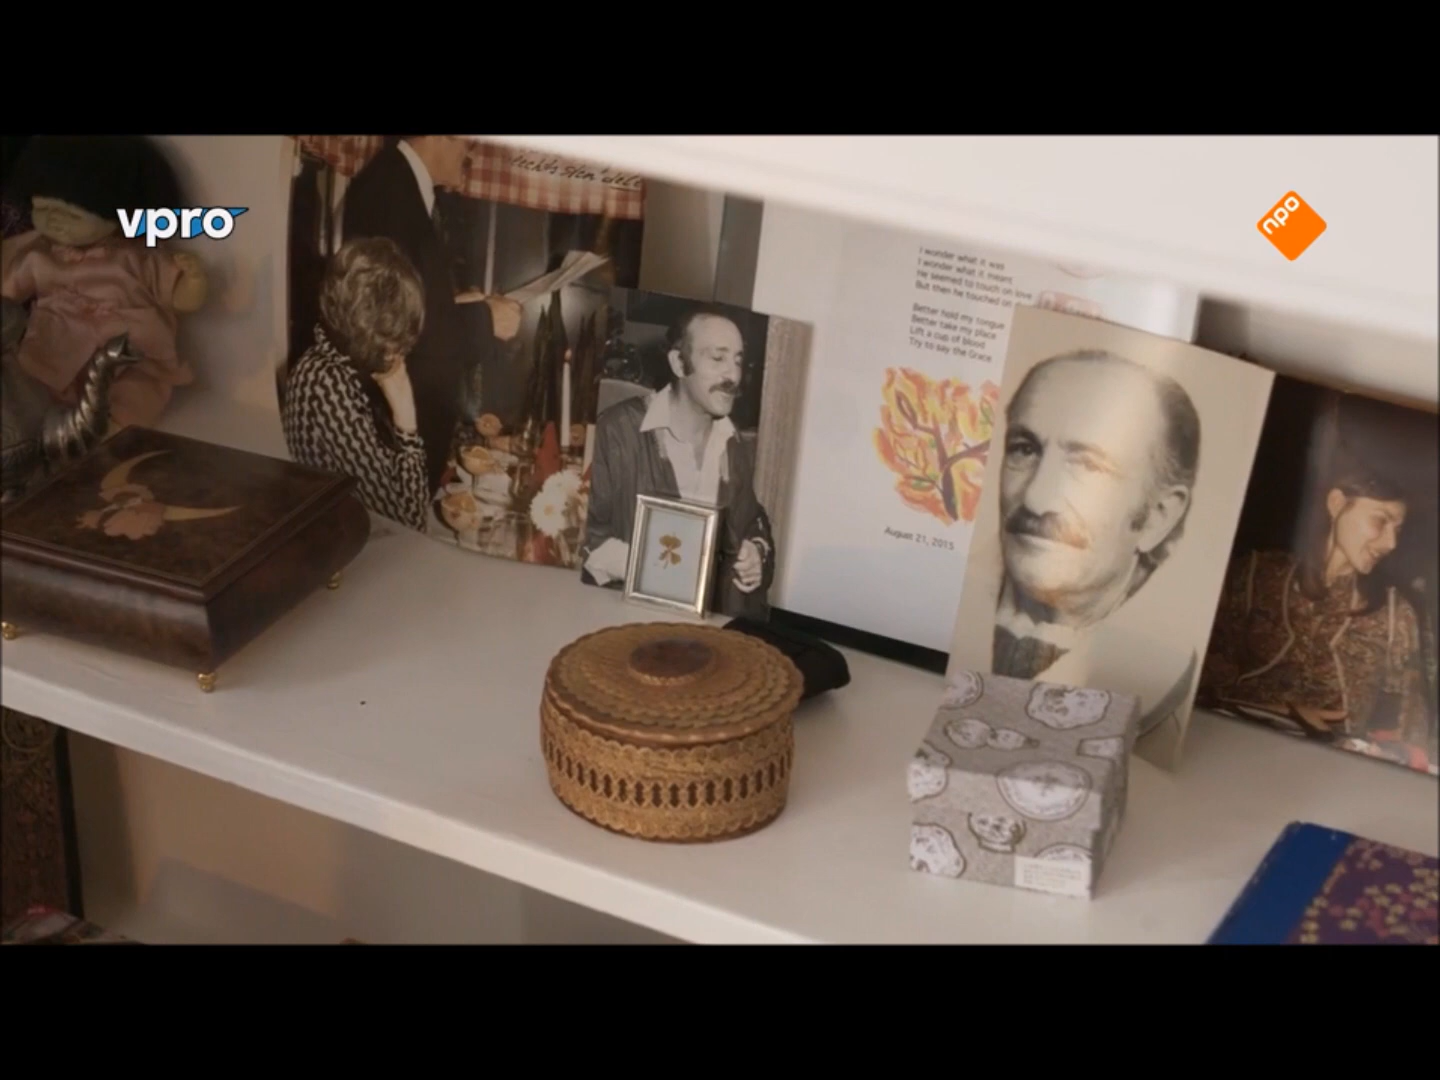 vpro
npo
I wonder what it was
I wonder what it meant
He seemed to touch on love
But then he touched on
Better hold my tongue
Better take my place
Lift a cup of blood
Try to say the Grace
August 21, 2015